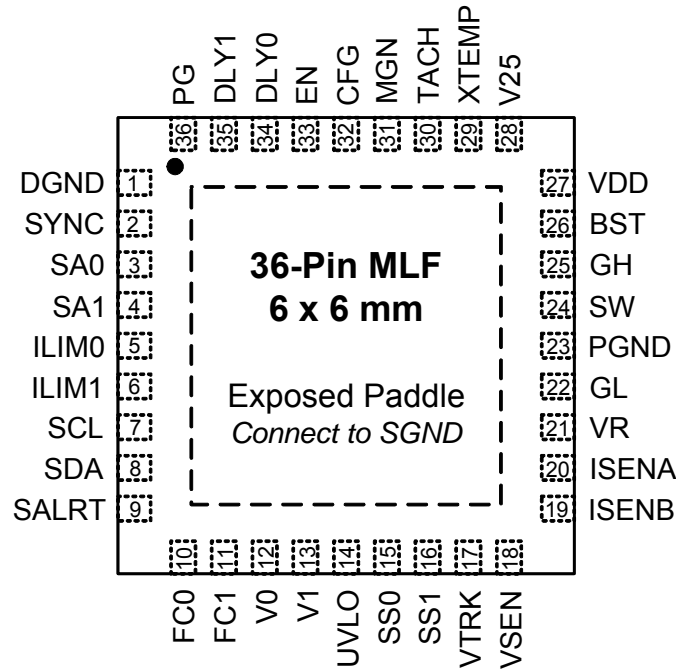 PG
DLY1
DLY0
EN
CFG
MGN
TACH
XTEMP
V25
36
35
34
33
32
31
30
29
28
DGND 1
SYNC 2
SA0 3
SA1 4
ILIM0 5
ILIM1 6
SCL 7
SDA 8
SALRT 9
36-Pin MLF
6 x 6 mm
Exposed Paddle
Connect to SGND
27 VDD
26 BST
25 GH
24 SW
23 PGND
22 GL
21 VR
20 ISENA
19 ISENB
10
11
12
13
14
15
16
17
18
FC0
FC1
V0
V1
UVLO
SS0
SS1
VTRK
VSEN